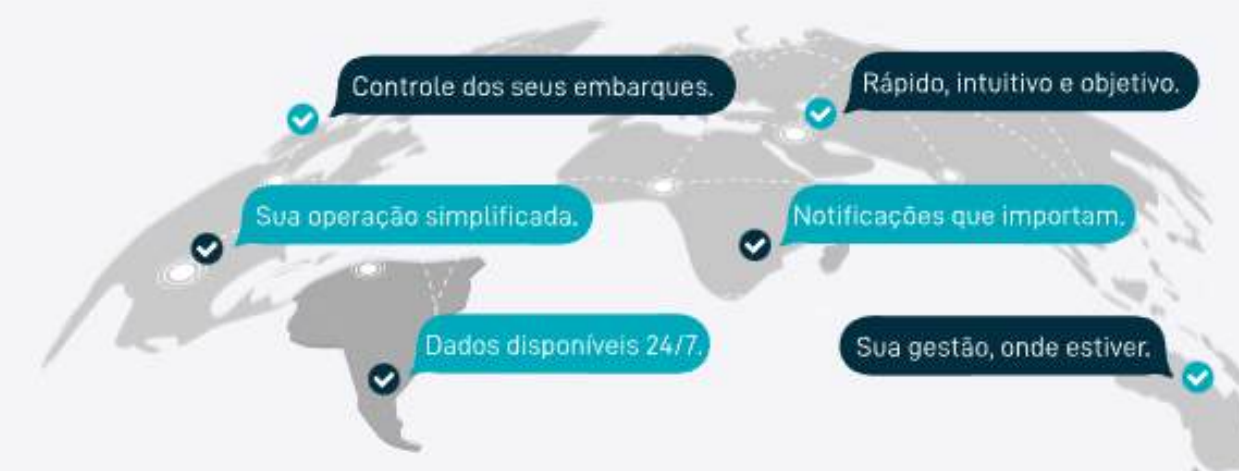 Controle dos seus embarques.
Rápido, intuitivo e objetivo.
Sua operação simplificada.
Notificações que importam.
Dados disponíveis 24/7.
Sua gestão, onde estiver.